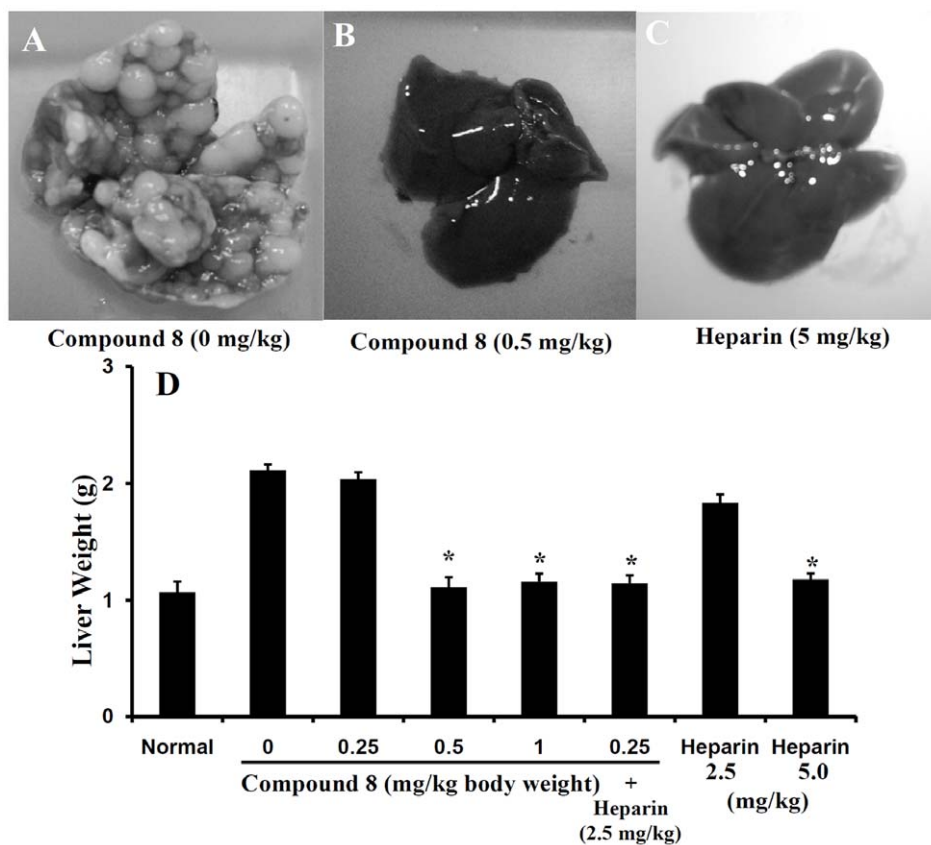 A
B
C
Compound 8 (0 mg/kg)
Compound 8 (0.5 mg/kg)
Heparin (5 mg/kg)
D
3
2
1
0
Liver Weight (g)
*
*
*
*
Normal
0
0.25
0.5
1
0.25
Heparin
Heparin
2.5
5.0
Compound 8 (mg/kg body weight)
+
Heparin
(2.5 mg/kg)
(mg/kg)